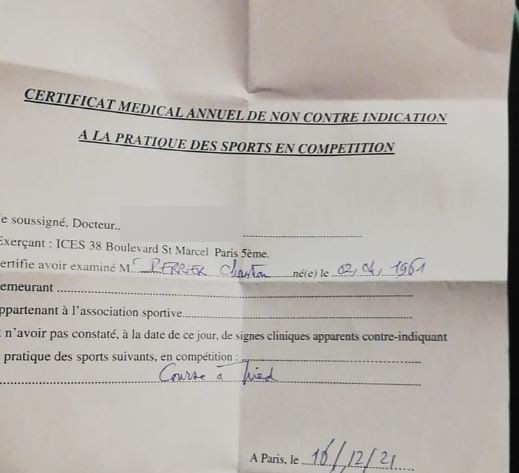 CERTIFICAT MEDICAL ANNUEL DE NON CONTRE INDICATION
A LA PRATIQUE DES SPORTS EN COMPETITION
e soussigné, Docteur..
Exerçant : ICES 38 Boulevard St Marcel Paris 5ème.
ertifie avoir examiné M PERRIER né(e) le 02, 04, 1961
emeurant
ppartenant à l'association sportive
n'avoir pas constaté, à la date de ce jour, de signes cliniques apparents contre-indiquant
pratique des sports suivants, en compétition :
Course à Pied
A Paris, le 16/12/21